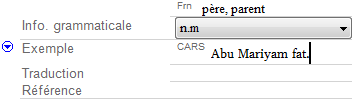 Frn père, parent
Info. grammaticale n.m
Exemple CARS Abu Mariyam fat.
Traduction
Référence